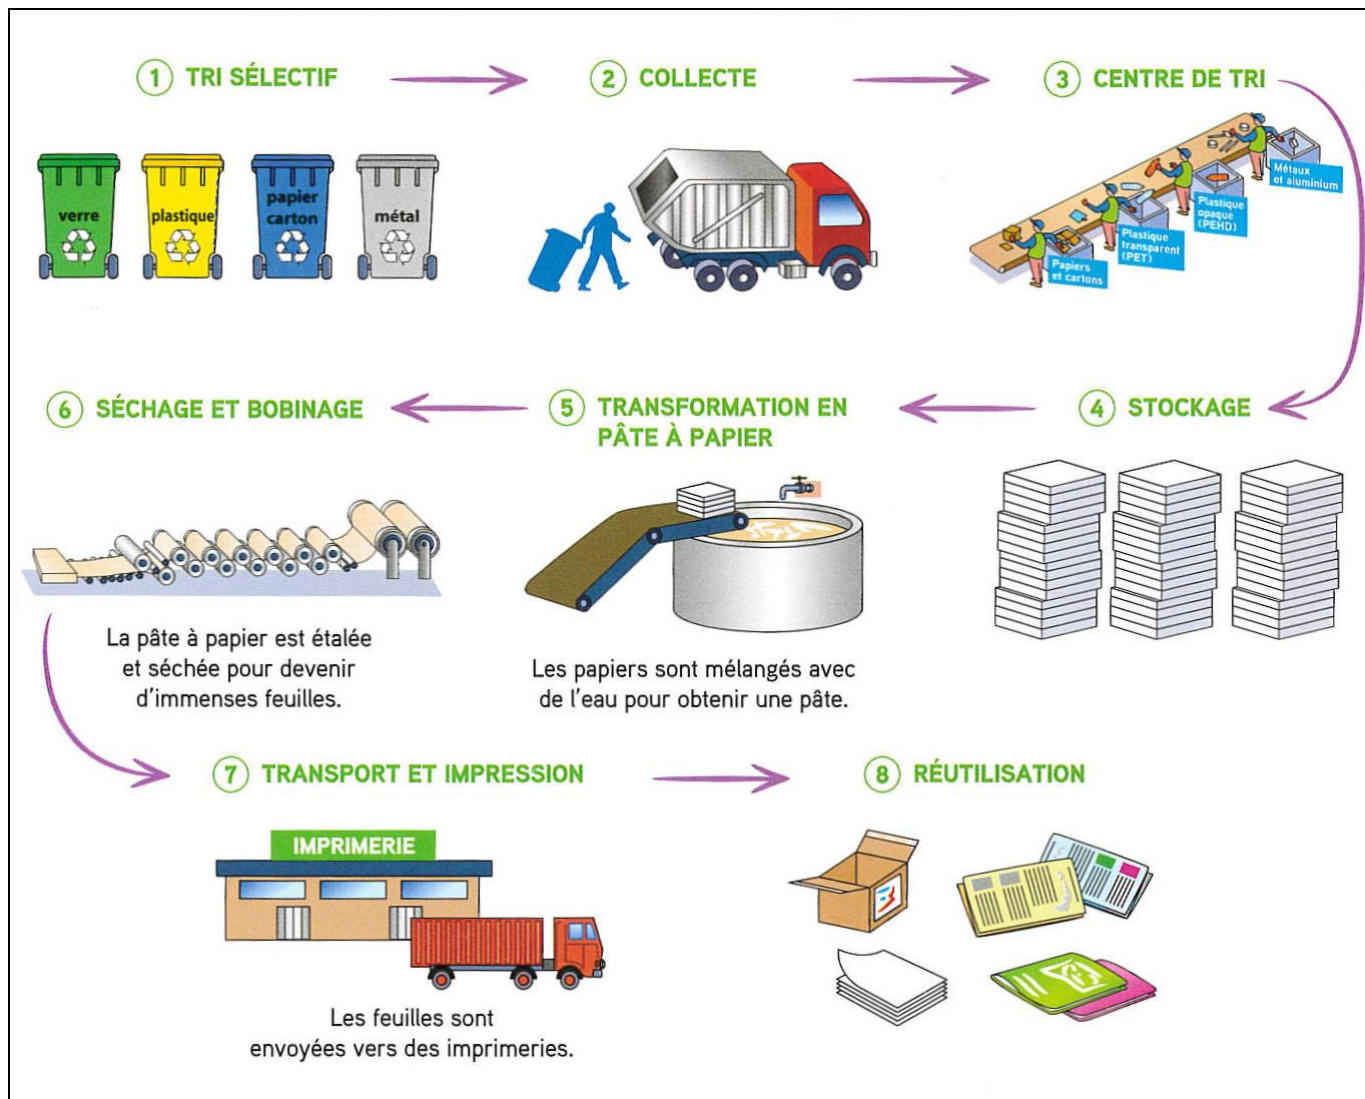 1 TRI SÉLECTIF
2 COLLECTE
3 CENTRE DE TRI
verre
plastique
papier
carton
métal
Métaux
et aluminium
Plastique
opaque
(PEHD)
Plastique
transparent
(PET)
Papiers
et cartons
6 SÉCHAGE ET BOBINAGE
5 TRANSFORMATION EN
PÂTE À PAPIER
4 STOCKAGE
La pâte à papier est étalée
et séchée pour devenir
d'immenses feuilles.
Les papiers sont mélangés avec
de l'eau pour obtenir une pâte.
7 TRANSPORT ET IMPRESSION
8 RÉUTILISATION
IMPRIMERIE
Les feuilles sont
envoyées vers des imprimeries.